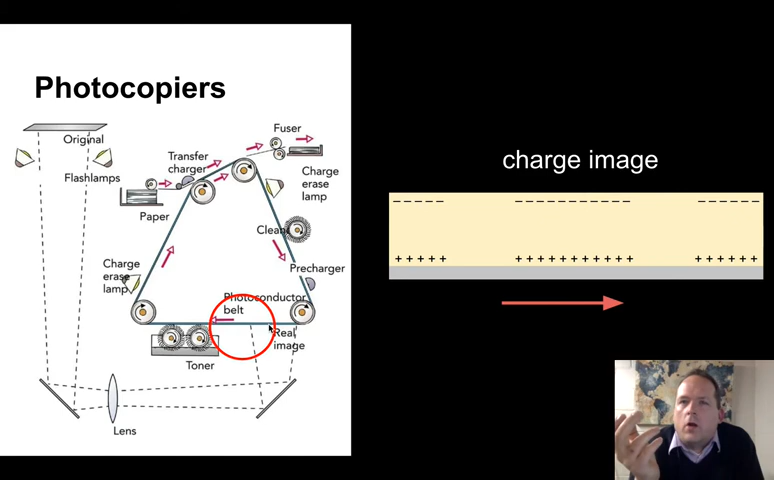 Photocopiers
Original
Flashlamps
Transfer
charger
Fuser
Charge
erase
lamp
Paper
Clean
Precharger
Charge
erase
lamp
Photoconductor
belt
Real
image
Toner
Lens
charge image
- - - - - - - - - - - - - - - - - - - - - - -
+ + + + + + + + + + + + + + + + + + + + + +